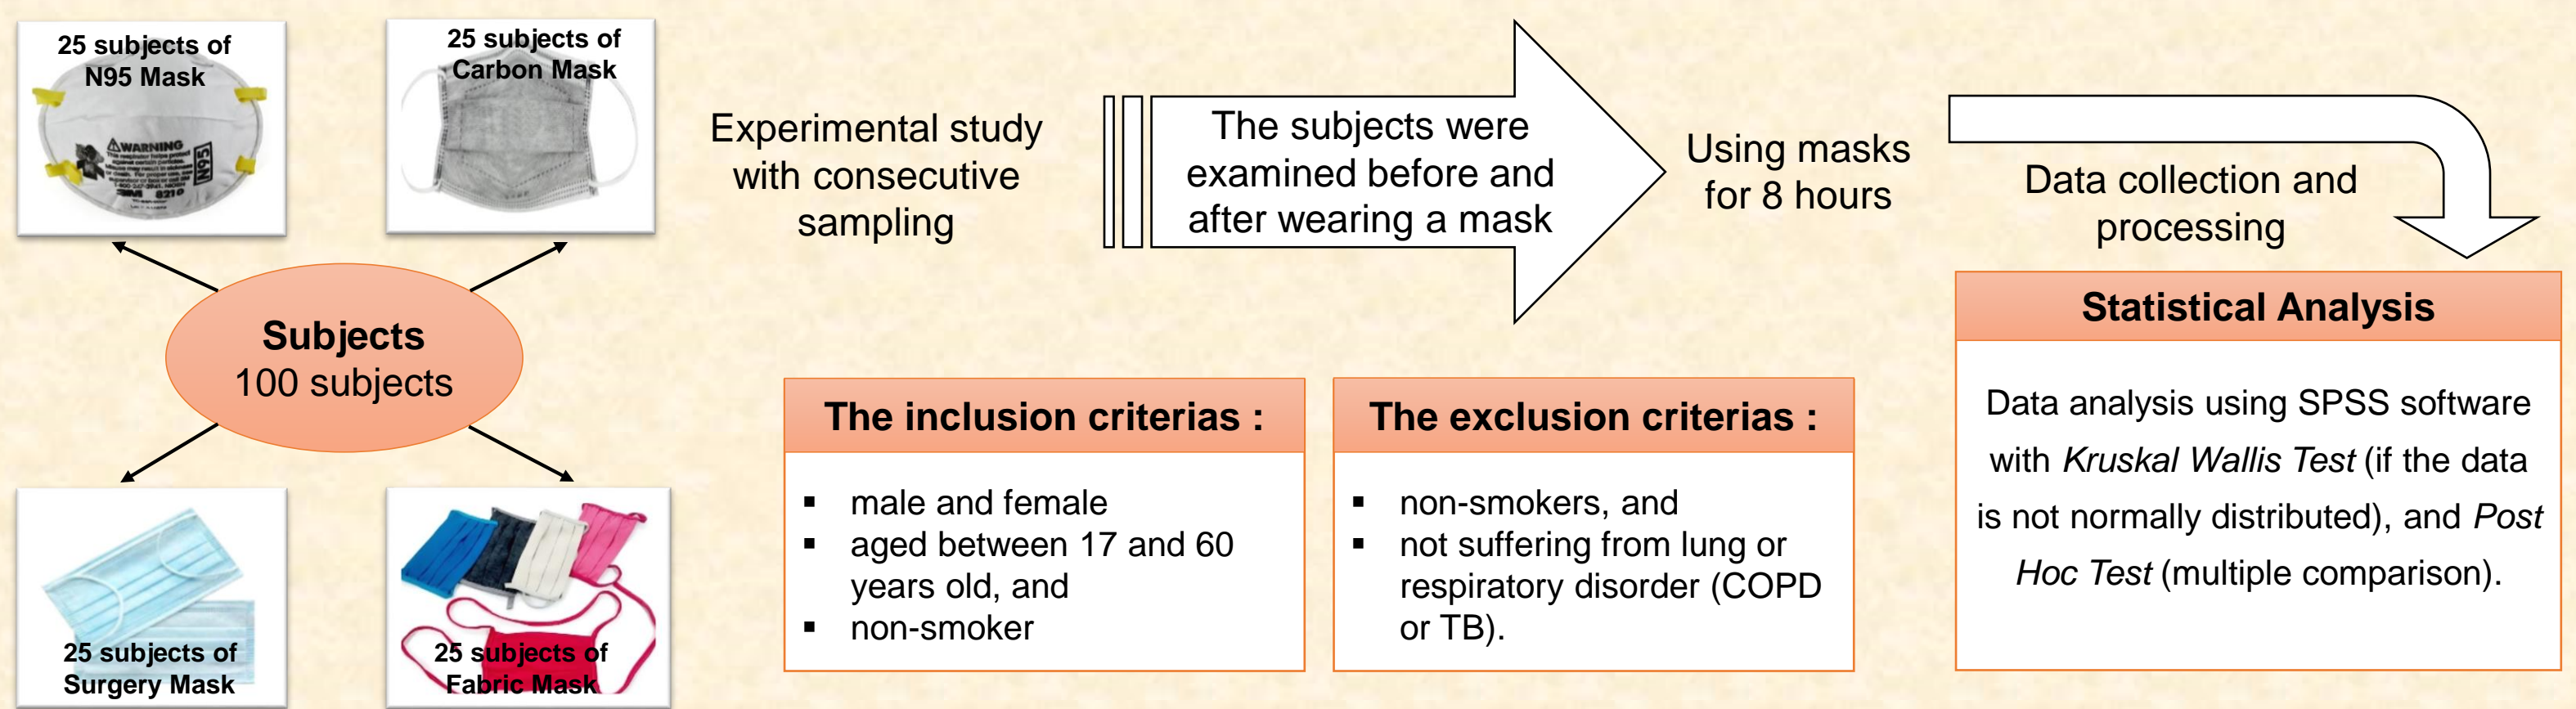 25 subjects of
N95 Mask
WARNING
N95
3M 8210
25 subjects of
Carbon Mask
Subjects
100 subjects
25 subjects of
Surgery Mask
25 subjects of
Fabric Mask
Experimental study
with consecutive
sampling
The subjects were
examined before and
after wearing a mask
Using masks
for 8 hours
Data collection and
processing
The inclusion criterias :
▪ male and female
▪ aged between 17 and 60
years old, and
▪ non-smoker
The exclusion criterias :
▪ non-smokers, and
▪ not suffering from lung or
respiratory disorder (COPD
or TB).
Statistical Analysis
Data analysis using SPSS software
with Kruskal Wallis Test (if the data
is not normally distributed), and Post
Hoc Test (multiple comparison).